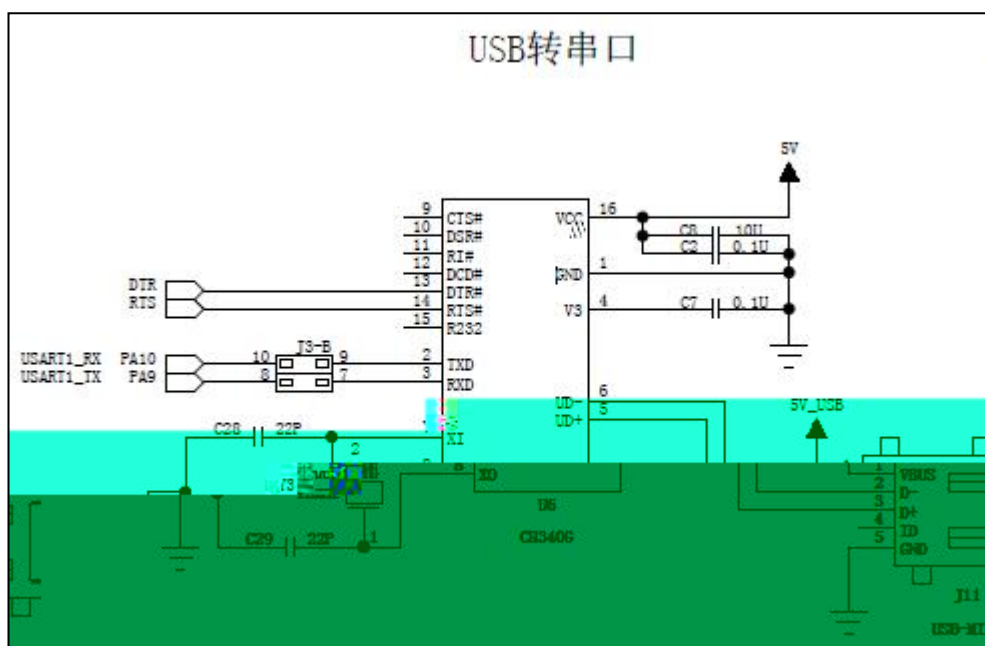 USB转串口
5V
9 CTS#
10 DSR#
11 RI#
12 DCD#
13 DTR#
14 RTS#
15 R232
DTR
RTS
VCC 16
C8 10U
C2 0.1U
GND 1
V3 4
C7 0.1U
J3-B
USART1_RX PA10 10 9 2 TXD
USART1_TX PA9 8 7 3 RXD
UD- 6
UD+ 5
5V_USB
C28 22P
XI
2
8 XO
U6
CH340G
C29 22P
1
1 VBUS
2 D-
3 D+
4 ID
5 GND
J11